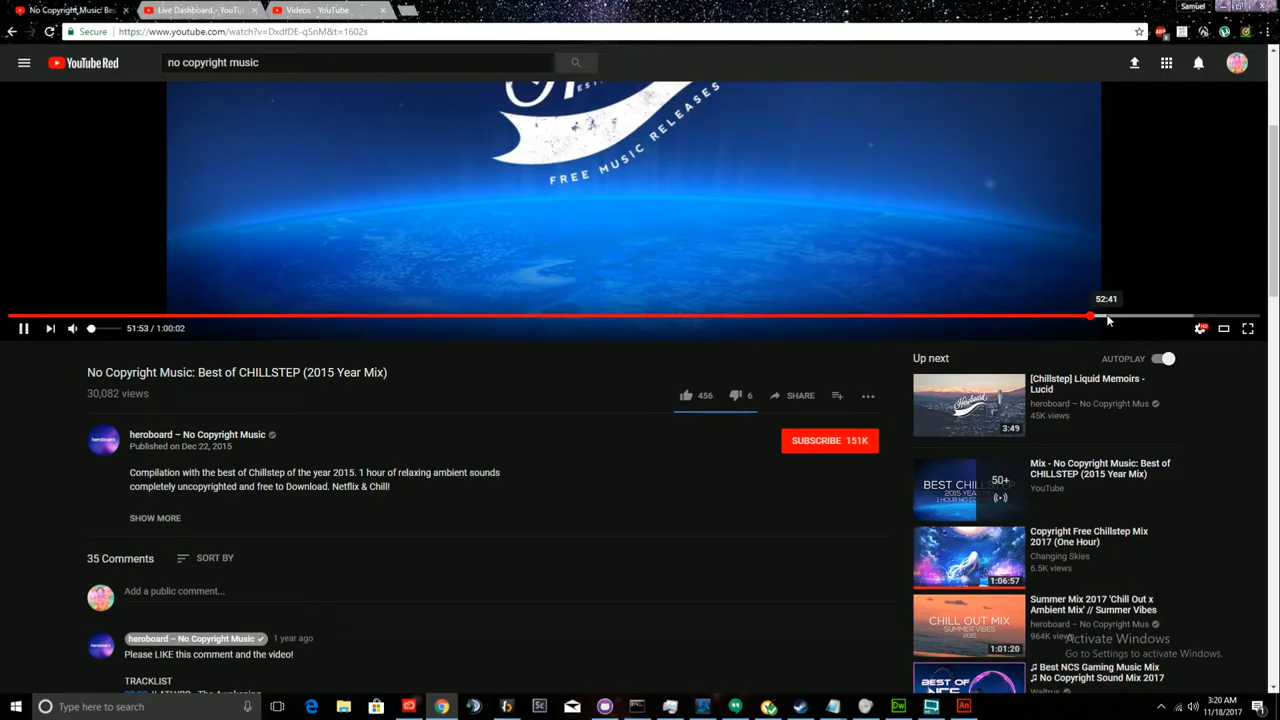 No Copyright Music: Be
Live Dashboard - YouTu
Videos - YouTube
Samuel
Secure
https://www.youtube.com/watch?v=DxdfDE-qSnM&t=1602s
YouTube Red
no copyright music
FREE MUSIC RELEASES
52:41
51:53 / 1:00:02
HD
No Copyright Music: Best of CHILLSTEP (2015 Year Mix)
30,082 views
456
6
SHARE
heroboard – No Copyright Music
Published on Dec 22, 2015
SUBSCRIBE 151K
Compilation with the best of Chillstep of the year 2015. 1 hour of relaxing ambient sounds
completely uncopyrighted and free to Download. Netflix & Chill!
SHOW MORE
35 Comments
SORT BY
Add a public comment...
heroboard – No Copyright Music
1 year ago
Please LIKE this comment and the video!
TRACKLIST
Up next
AUTOPLAY
[Chillstep] Liquid Memoirs -
Lucid
heroboard – No Copyright Mus
45K views
3:49
Mix - No Copyright Music: Best of
CHILLSTEP (2015 Year Mix)
YouTube
BEST CHILLSTEP
50+
Copyright Free Chillstep Mix
2017 (One Hour)
Changing Skies
6.5K views
1:06:57
Summer Mix 2017 'Chill Out x
Ambient Mix' // Summer Vibes
heroboard – No Copyright Mus
964K views
CHILL OUT MIX
SUMMER VIBES
1:01:20
Activate Windows
Go to Settings to activate Windows.
♫ Best NCS Gaming Music Mix
♫ No Copyright Sound Mix 2017
BEST OF
Type here to search
Sc
Dw
An
3:20 AM
11/18/2017